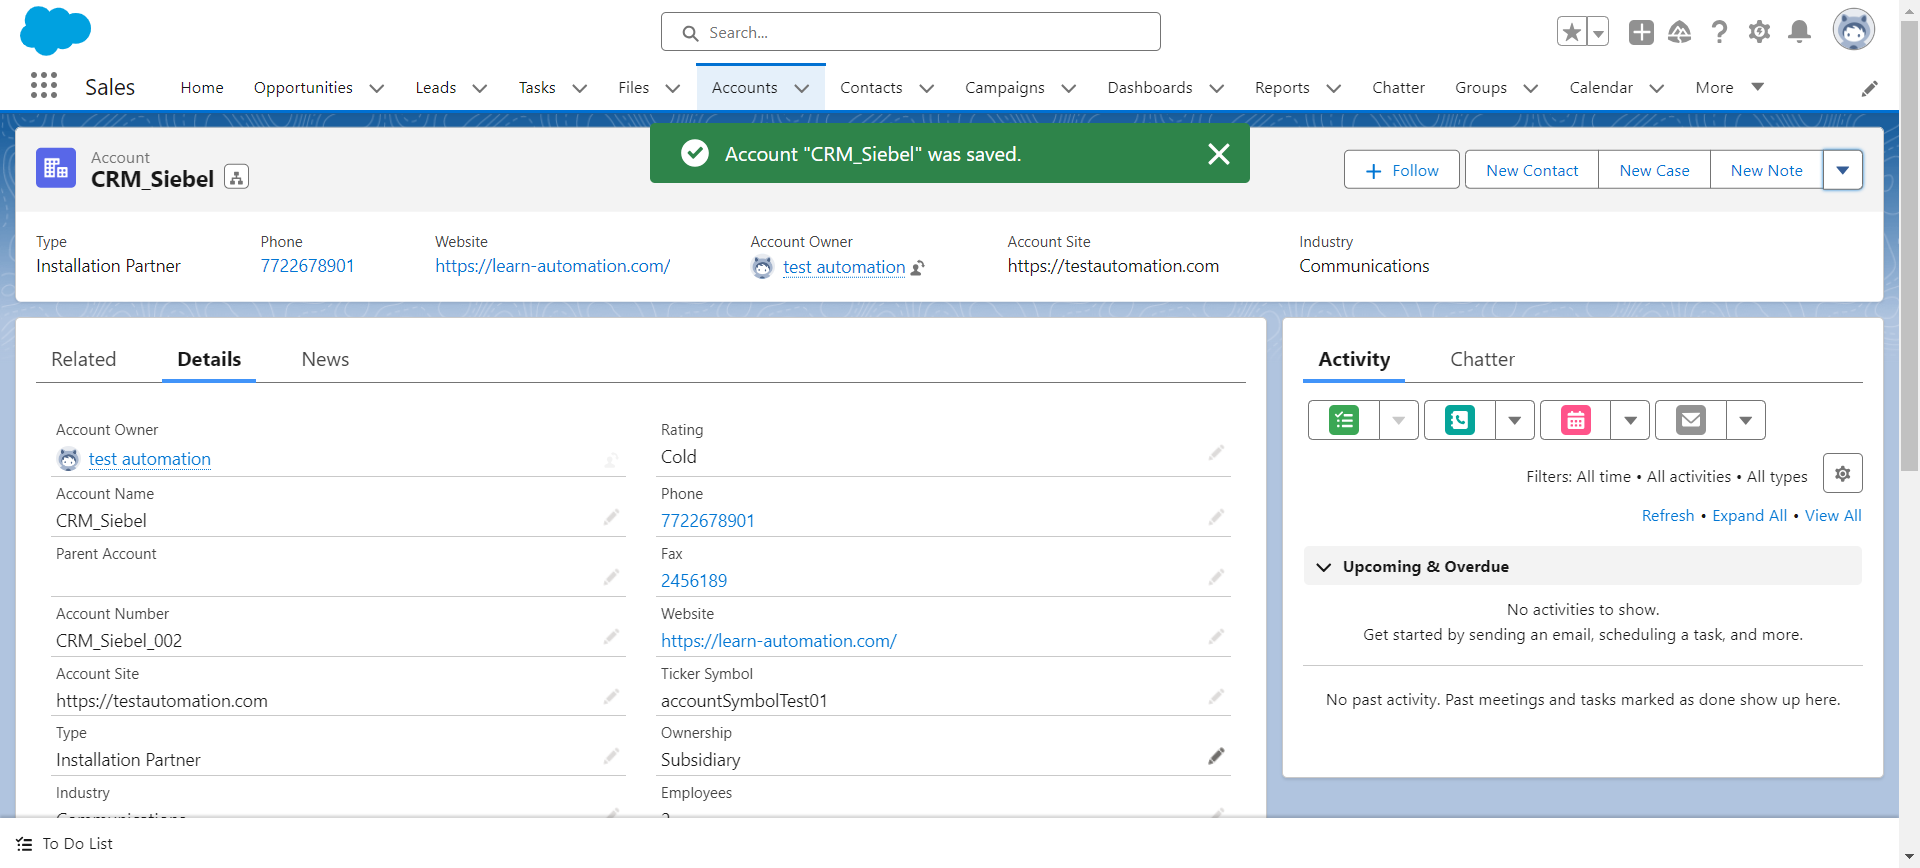 Search...
Sales
Home
Opportunities
Leads
Tasks
Files
Accounts
Contacts
Campaigns
Dashboards
Reports
Chatter
Groups
Calendar
More
Account
CRM_Siebel
Account "CRM_Siebel" was saved.
Follow
New Contact
New Case
New Note
Type
Installation Partner
Phone
7722678901
Website
https://learn-automation.com/
Account Owner
test automation
Account Site
https://testautomation.com
Industry
Communications
Related
Details
News
Account Owner
test automation
Rating
Cold
Account Name
CRM_Siebel
Phone
7722678901
Parent Account
Fax
2456189
Account Number
CRM_Siebel_002
Website
https://learn-automation.com/
Account Site
https://testautomation.com
Ticker Symbol
accountSymbolTest01
Type
Installation Partner
Ownership
Subsidiary
Industry
Communications
Employees
Activity
Chatter
Filters: All time • All activities • All types
Refresh • Expand All • View All
Upcoming & Overdue
No activities to show.
Get started by sending an email, scheduling a task, and more.
No past activity. Past meetings and tasks marked as done show up here.
To Do List